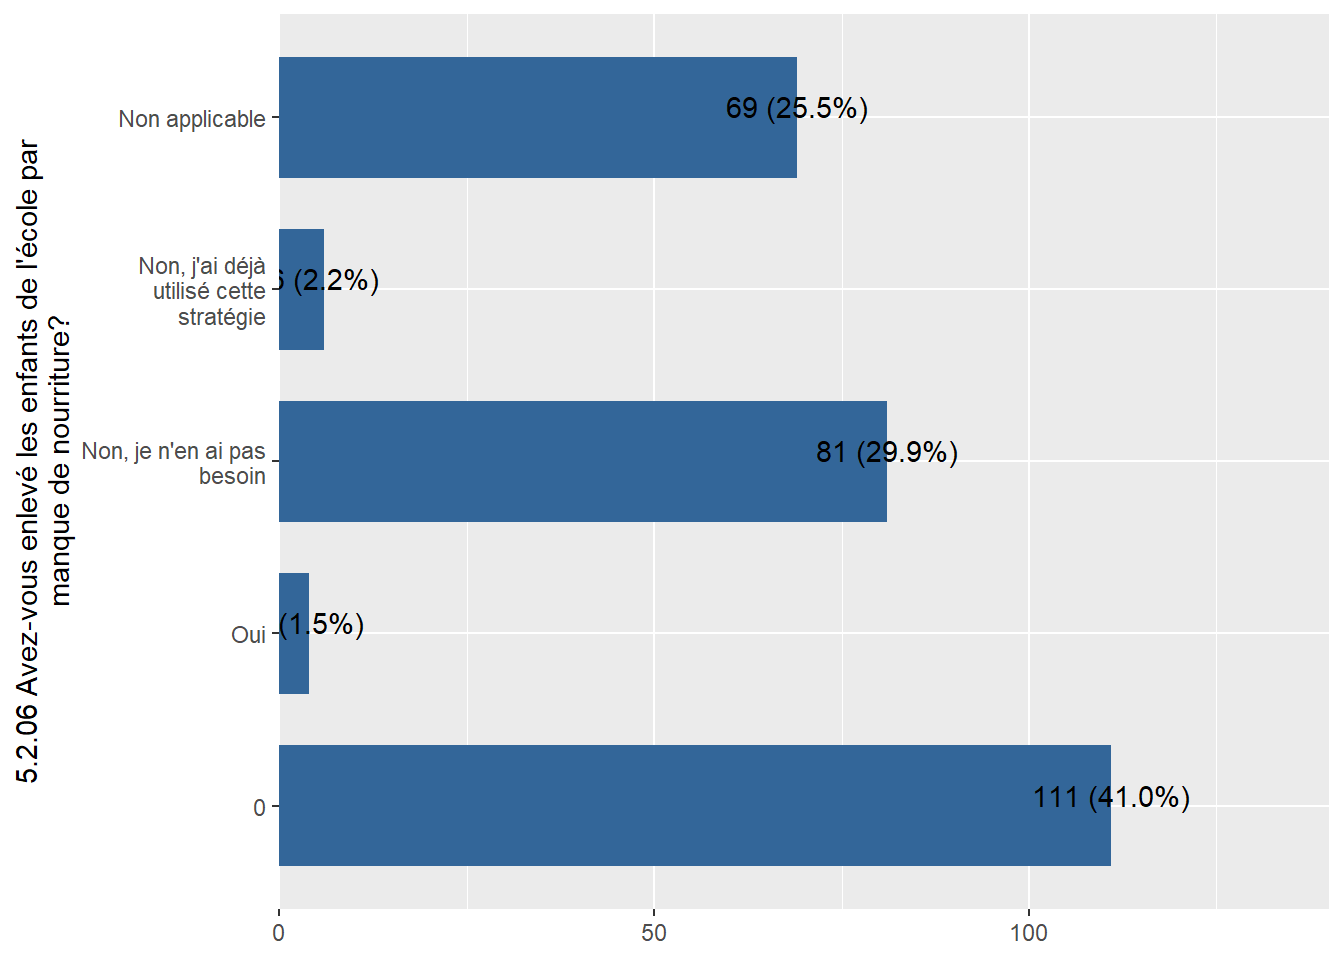 5.2.06 Avez-vous enlevé les enfants de l'école par
manque de nourriture?
Non applicable
69 (25.5%)
Non, j'ai déjà
utilisé cette
stratégie
6 (2.2%)
Non, je n'en ai pas
besoin
81 (29.9%)
Oui
(1.5%)
0
111 (41.0%)
0 50 100